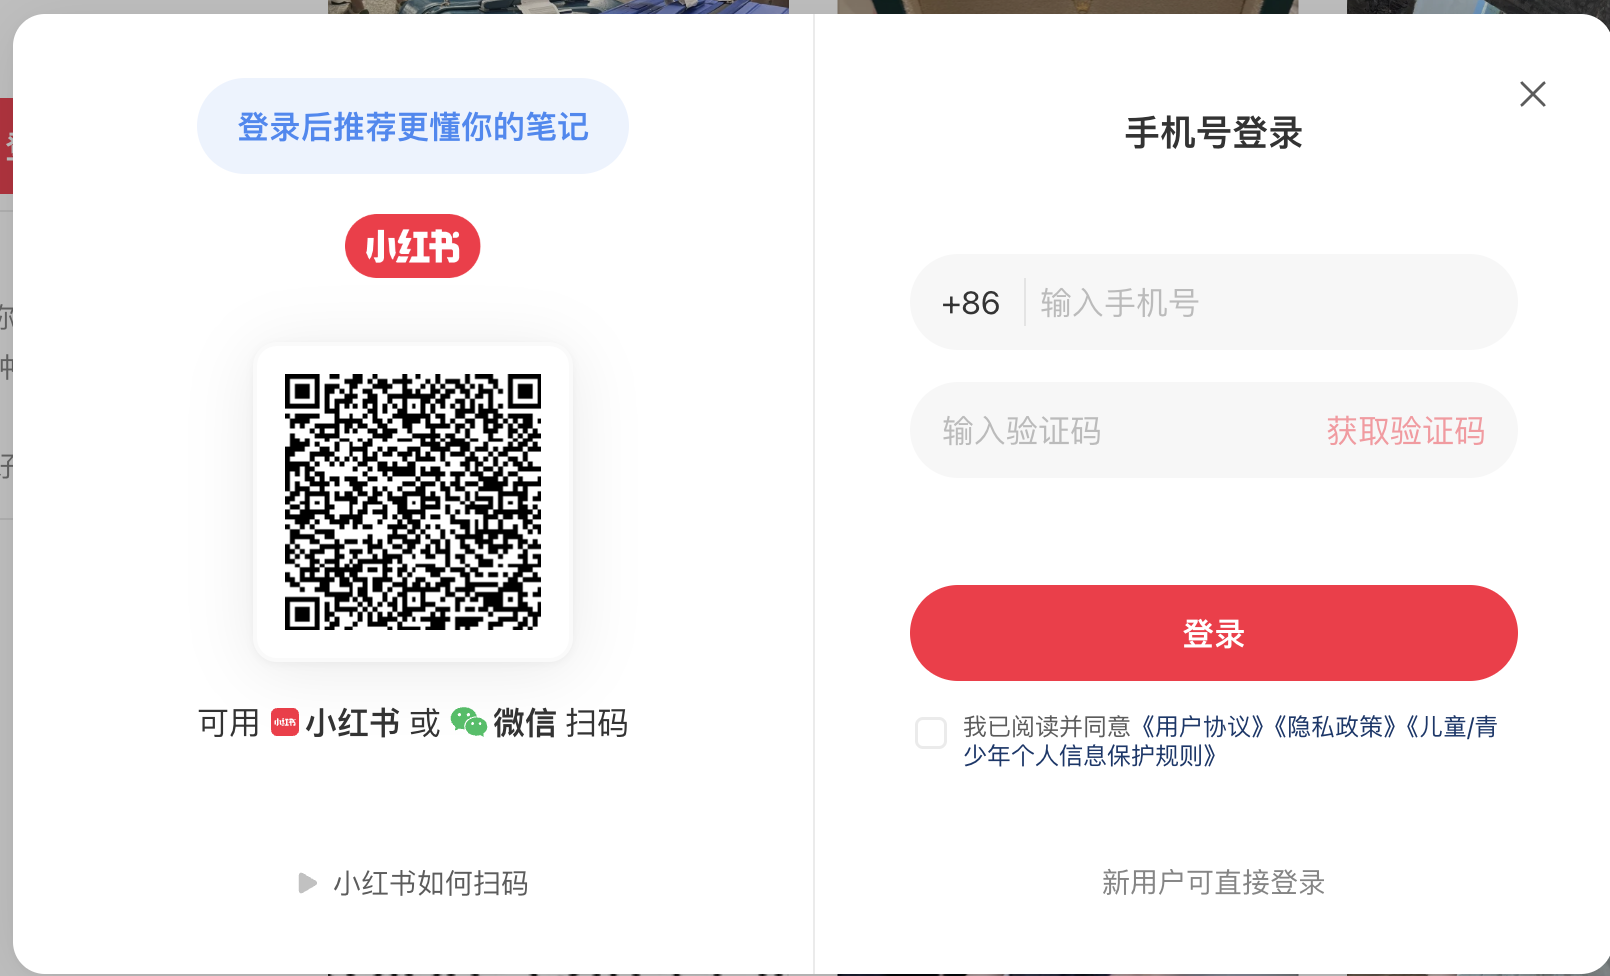 登录后推荐更懂你的笔记
小红书
可用 小红书 小红书 或 微信 扫码
小红书如何扫码
手机号登录
+86 输入手机号
输入验证码 获取验证码
登录
我已阅读并同意《用户协议》《隐私政策》《儿童/青
少年个人信息保护规则》
新用户可直接登录